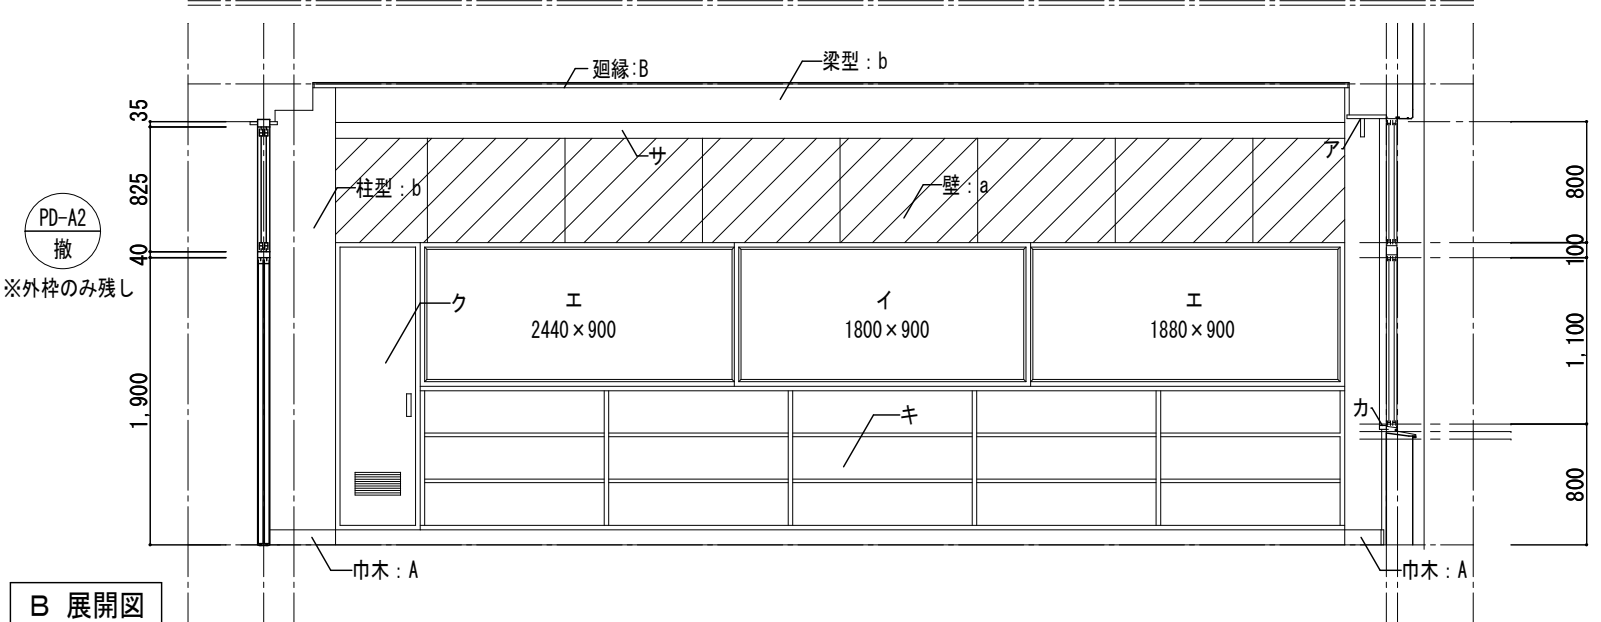 廻縁:B
梁型：b
35
サ
ア
825
柱型：b
壁：a
800
PD-A2
撤
40
100
※外枠のみ残し
ク
エ
2440×900
イ
1800×900
エ
1880×900
1,100
1,900
キ
カ
800
巾木：A
巾木：A
B 展開図